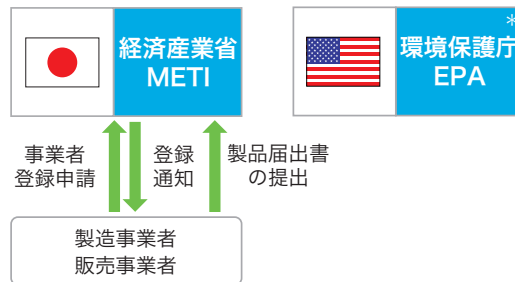 経済産業省
METI
*
環境保護庁
EPA
事業者
登録申請
登録
通知
製品届出書
の提出
製造事業者
販売事業者